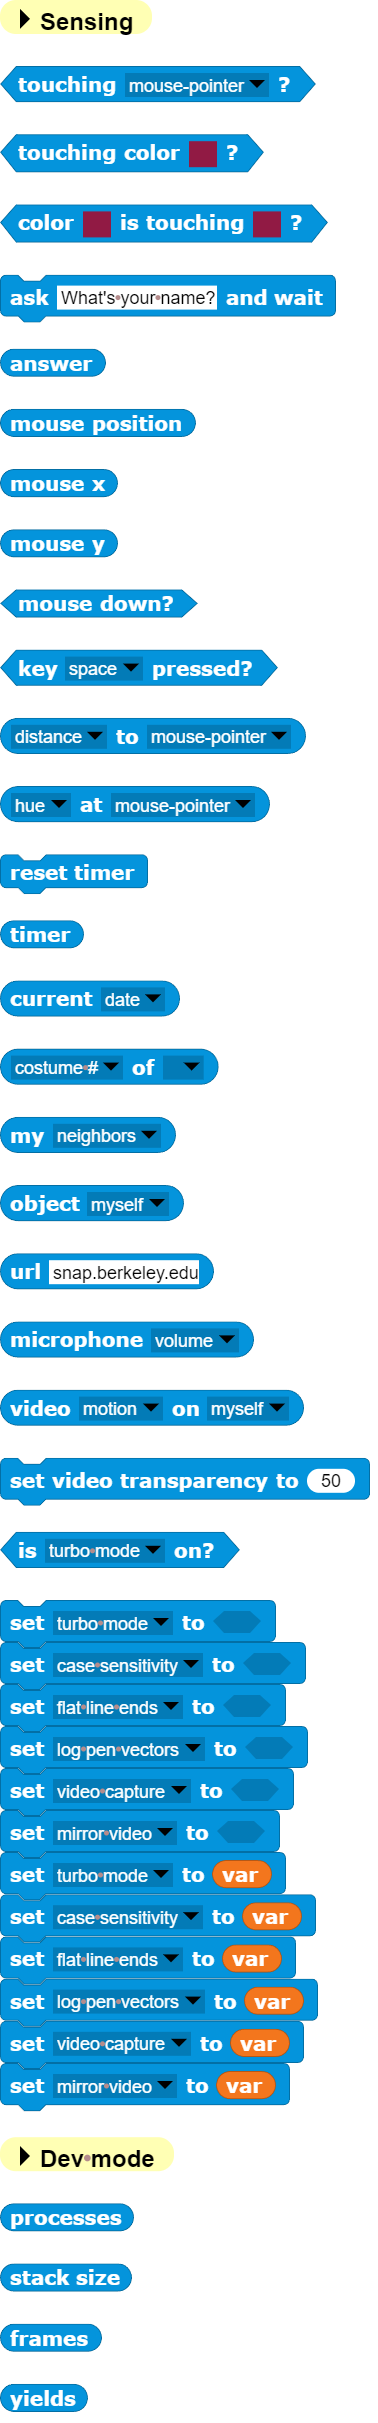 Sensing
touching mouse-pointer ?
touching color ?
color is touching ?
ask What's your name? and wait
answer
mouse position
mouse x
mouse y
mouse down?
key space pressed?
distance to mouse-pointer
hue at mouse-pointer
reset timer
timer
current date
costume # of
my neighbors
object myself
url snap.berkeley.edu
microphone volume
video motion on myself
set video transparency to 50
is turbo mode on?
set turbo mode to
set case sensitivity to
set flat line ends to
set log pen vectors to
set video capture to
set mirror video to
set turbo mode to var
set case sensitivity to var
set flat line ends to var
set log pen vectors to var
set video capture to var
set mirror video to var
Dev mode
processes
stack size
frames
yields